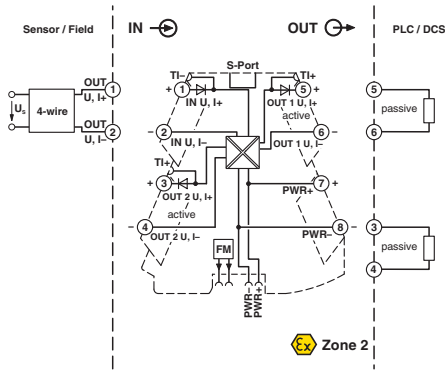 Sensor / Field
IN
OUT
PLC / DCS
S-Port
TI–
TI+
OUT
U, I+
1
1
IN U, I+
5
OUT 1 U, I+
active
5
passive
6
Us
4-wire
OUT
U, I–
2
–
2
IN U, I–
6
–
OUT 1 U, I–
TI+
+
3
OUT 2 U, I+
active
7
+
PWR+
–
4
OUT 2 U, I–
8
–
PWR–
3
passive
4
FM
PWR–
PWR+
Ex
Zone 2